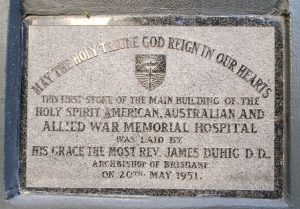 MAY THE HOLY TRIUNE GOD REIGN IN OUR HEARTS
THIS FIRST STONE OF THE MAIN BUILDING OF THE
HOLY SPIRIT AMERICAN, AUSTRALIAN AND
ALLIED WAR MEMORIAL HOSPITAL
WAS LAID BY
HIS GRACE THE MOST REV. JAMES DUHIG D.D.,
ARCHBISHOP OF BRISBANE
ON 20TH MAY 1951.